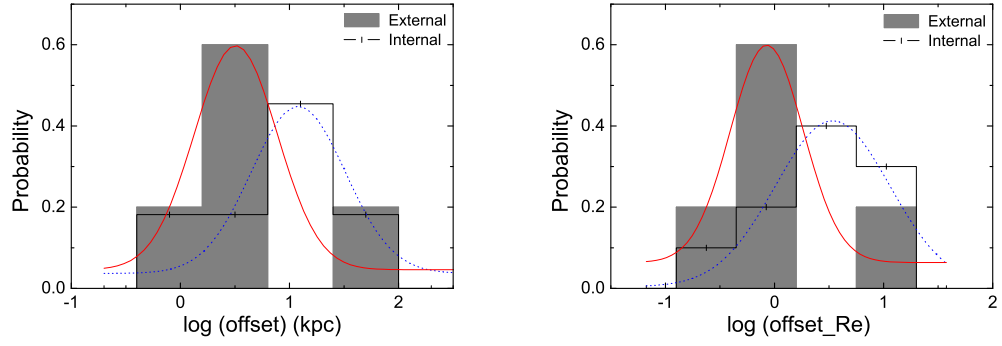 External
Internal
Probability
0.6
0.4
0.2
0.0
-1
0
1
2
log (offset) (kpc)
External
Internal
Probability
0.6
0.4
0.2
0.0
-1
0
1
2
log (offset_Re)